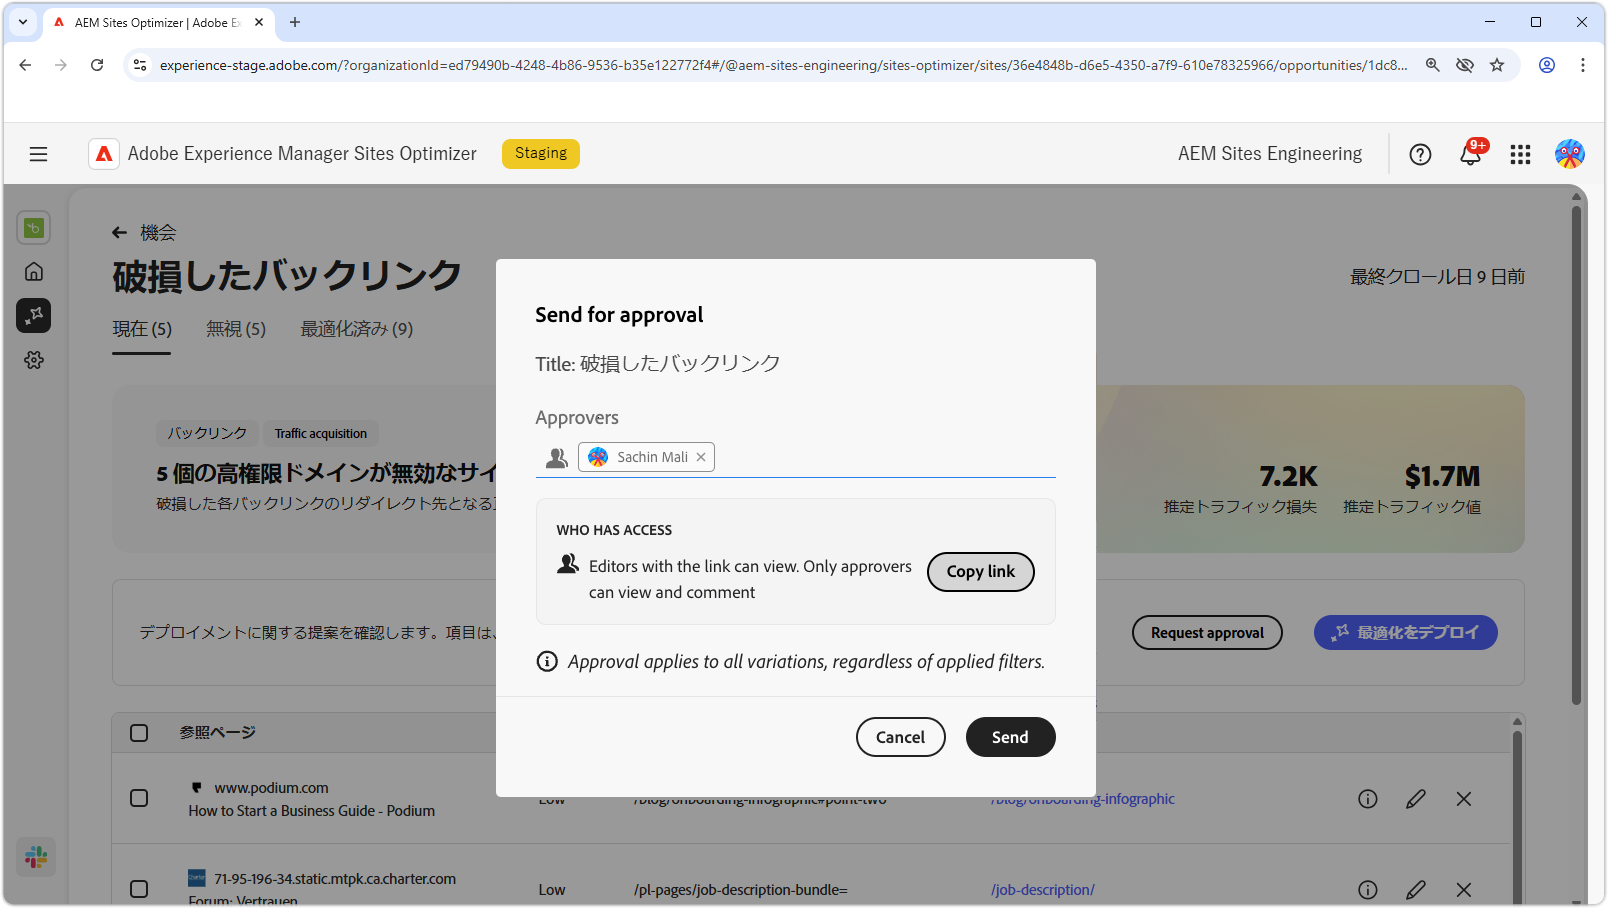 AEM Sites Optimizer | Adobe Ex
experience-stage.adobe.com/?organizationId=ed79490b-4248-4b86-9536-b35e122772f4#/@aem-sites-engineering/sites-optimizer/sites/36e4848b-d6e5-4350-a7f9-610e78325966/opportunities/1dc8...
Adobe Experience Manager Sites Optimizer
Staging
AEM Sites Engineering
9+
機会
破損したバックリンク
最終クロール日 9 日前
現在 (5)
無視 (5)
最適化済み (9)
バックリンク
Traffic acquisition
5 個の高権限ドメインが無効なサイ
破損した各バックリンクのリダイレクト先となる
7.2K
推定トラフィック損失
$1.7M
推定トラフィック値
デプロイメントに関する提案を確認します。項目は、
Request approval
最適化をデプロイ
Send for approval
Title: 破損したバックリンク
Approvers
Sachin Mali
WHO HAS ACCESS
Editors with the link can view. Only approvers
can view and comment
Copy link
Approval applies to all variations, regardless of applied filters.
Cancel
Send
参照ページ
www.podium.com
How to Start a Business Guide - Podium
Low
/blog/onboarding-infographic#point-two
/blog/onboarding-infographic
71-95-196-34.static.mtpk.ca.charter.com
Forum: Vertrauen
Low
/pl-pages/job-description-bundle=
/job-description/